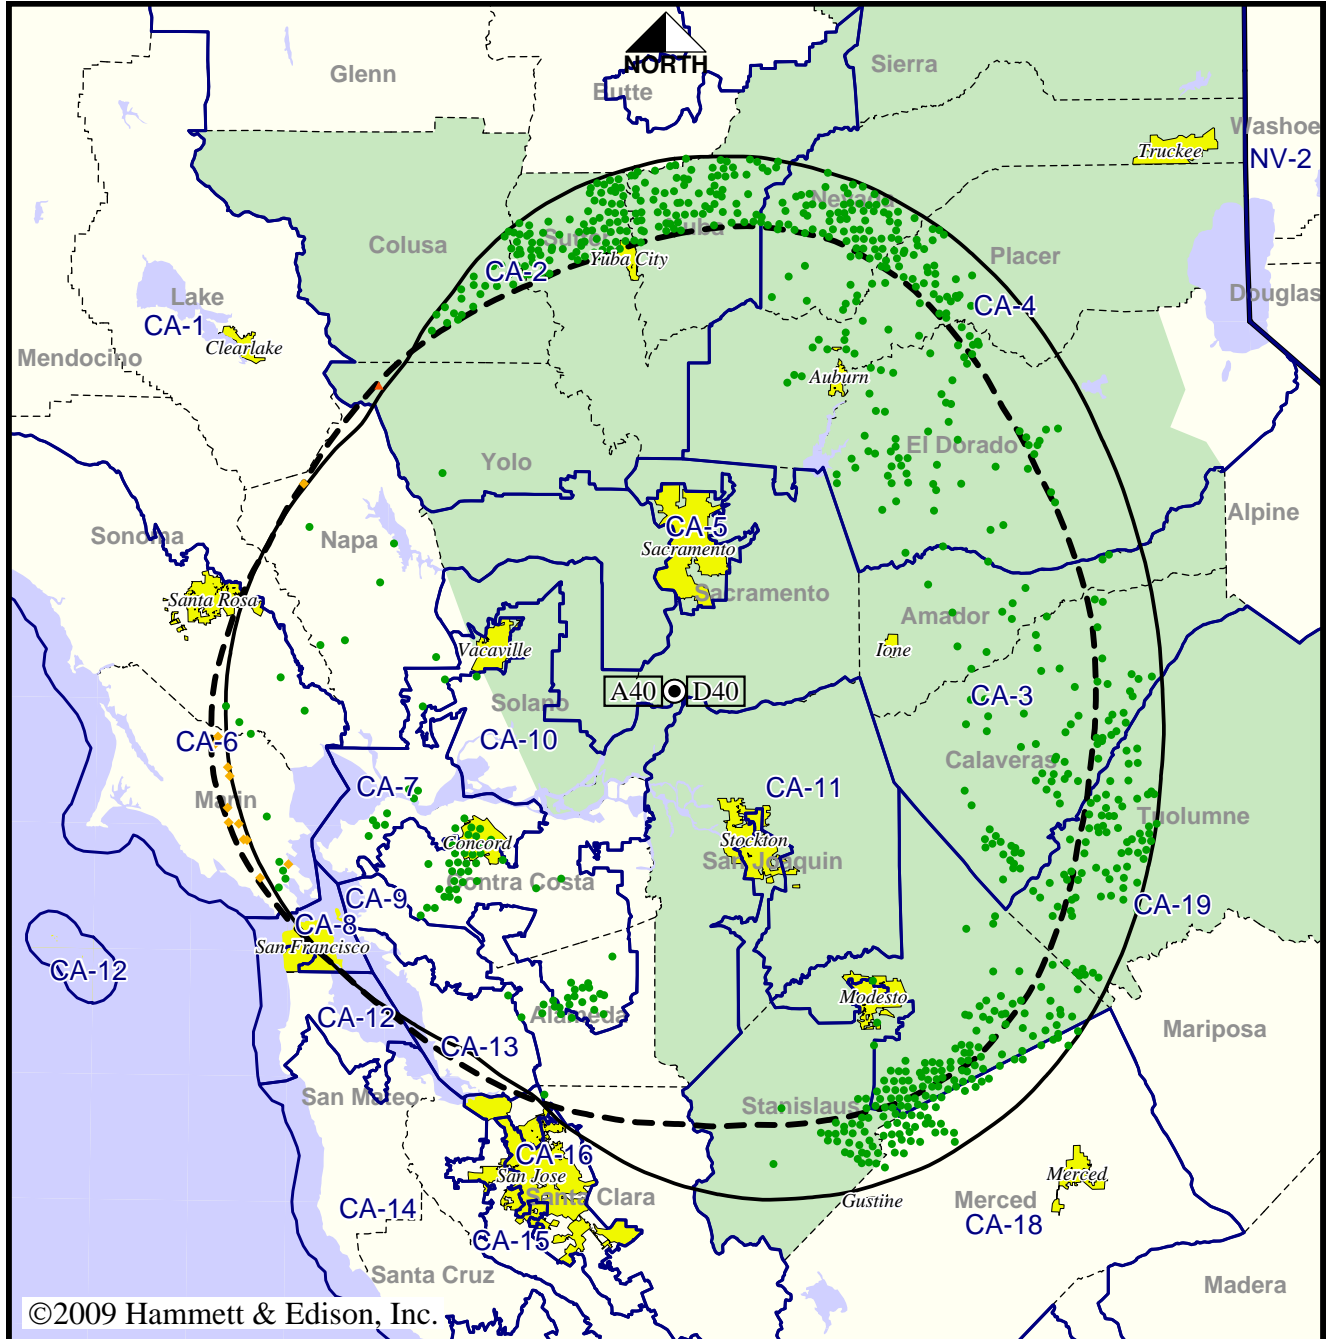 Glenn
NORTH
Butte
Sierra
Washoe
Truckee
NV-2
Nevada
Colusa
Sutter
Yuba
Yuba City
CA-2
Placer
CA-4
Douglas
Lake
CA-1
Clearlake
Mendocino
Auburn
El Dorado
Yolo
Alpine
Sonoma
Napa
CA-5
Sacramento
Santa Rosa
Sacramento
Amador
Ione
Vacaville
Solano
A40
D40
CA-3
CA-6
CA-10
Calaveras
CA-7
CA-11
Marin
Tuolumne
Concord
Stockton
San Joaquin
Contra Costa
CA-9
CA-19
CA-8
San Francisco
CA-12
Modesto
CA-12
Alameda
Mariposa
CA-13
San Mateo
Stanislaus
CA-16
San Jose
Santa Clara
Merced
Gustine
Merced
CA-14
CA-18
CA-15
Santa Cruz
Madera
©2009 Hammett & Edison, Inc.